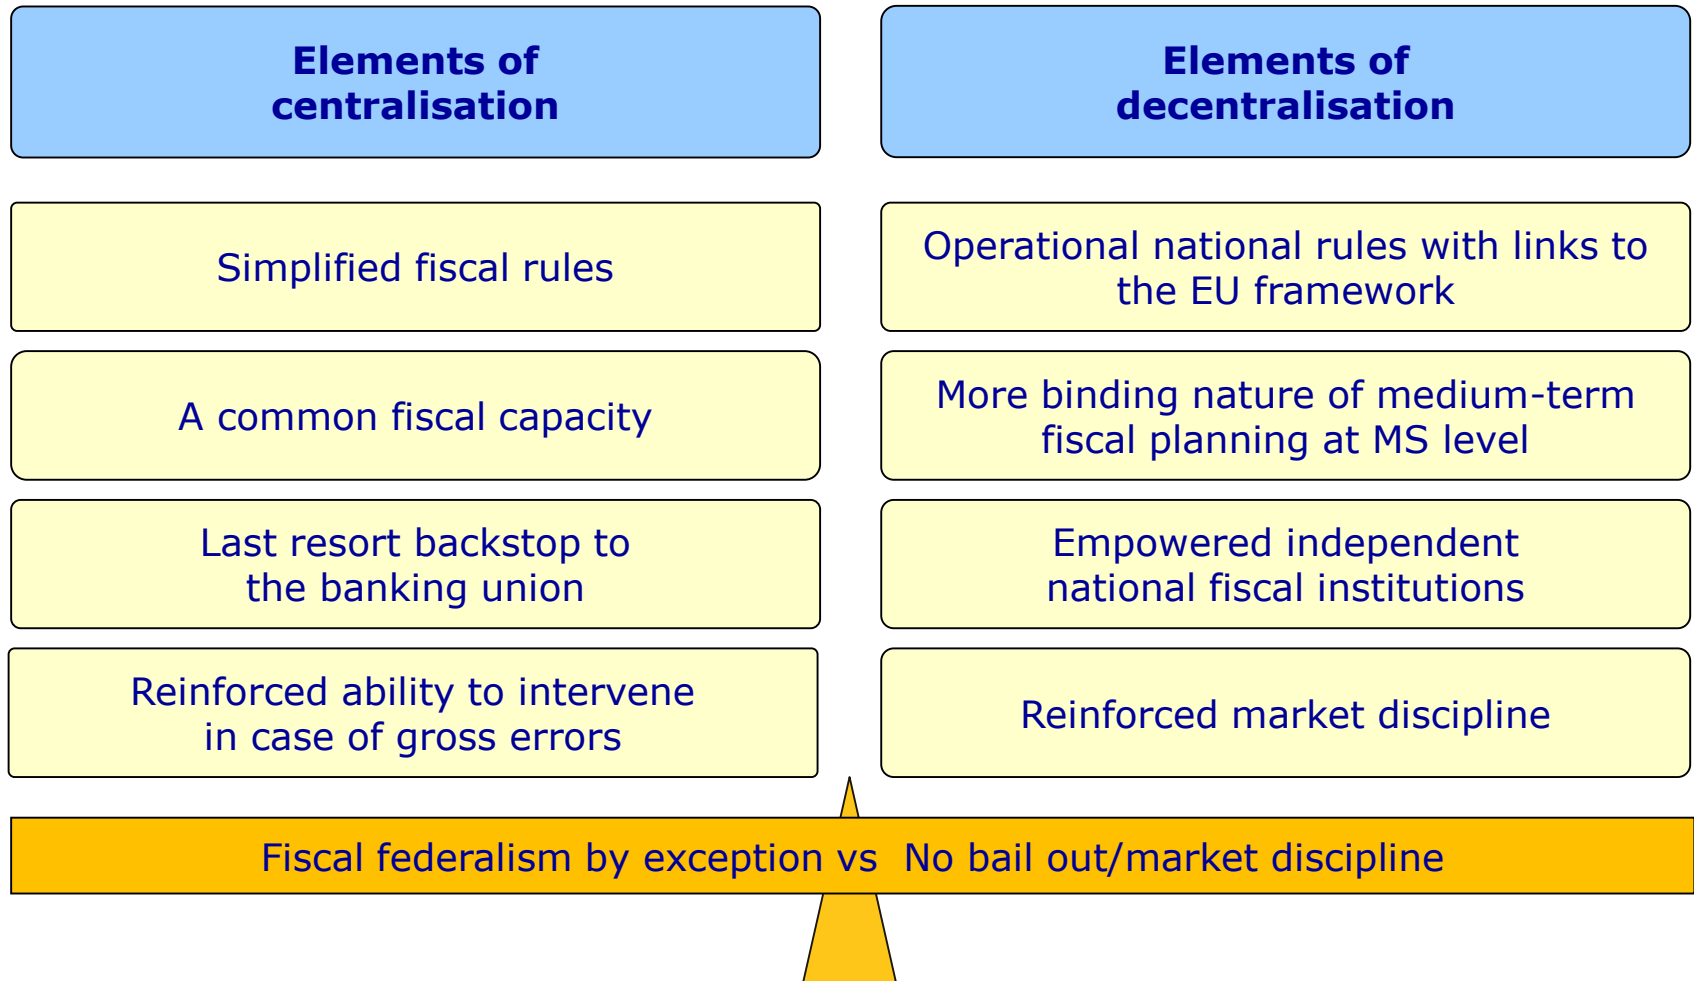 Elements of
centralisation
Elements of
decentralisation
Simplified fiscal rules
Operational national rules with links to
the EU framework
A common fiscal capacity
More binding nature of medium-term
fiscal planning at MS level
Last resort backstop to
the banking union
Empowered independent
national fiscal institutions
Reinforced ability to intervene
in case of gross errors
Reinforced market discipline
Fiscal federalism by exception vs  No bail out/market discipline